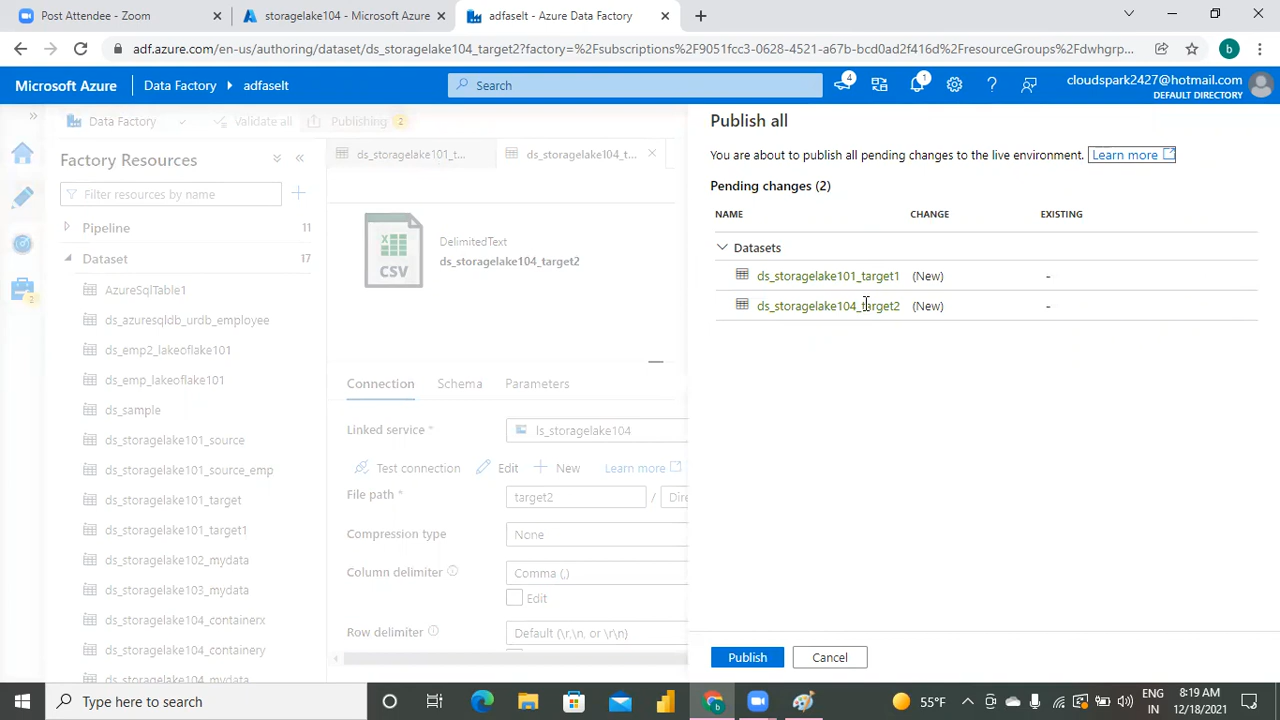 Post Attendee - Zoom
storagelake104 - Microsoft Azure
adfaselt - Azure Data Factory
adf.azure.com/en-us/authoring/dataset/ds_storagelake104_target2?factory=%2Fsubscriptions%2F9051fcc3-0628-4521-a67b-bcd0ad2f416d%2FresourceGroups%2Fdwhgrp...
b
Microsoft Azure
Data Factory
adfaselt
Search
4
1
cloudspark2427@hotmail.com
DEFAULT DIRECTORY
Data Factory
Validate all
Publishing 2
Factory Resources
Filter resources by name
Pipeline 11
Dataset 17
AzureSqlTable1
ds_azuresqldb_urdb_employee
ds_emp2_lakeoflake101
ds_emp_lakeoflake101
ds_sample
ds_storagelake101_source
ds_storagelake101_source_emp
ds_storagelake101_target
ds_storagelake101_target1
ds_storagelake102_mydata
ds_storagelake103_mydata
ds_storagelake104_containerx
ds_storagelake104_containery
ds_storagelake104_mydata
2
ds_storagelake101_t...
ds_storagelake104_t...
CSV
DelimitedText
ds_storagelake104_target2
Connection
Schema
Parameters
Linked service *
ls_storagelake104
Test connection
Edit
New
Learn more
File path *
target2
/
Dire
Compression type
None
Column delimiter
Comma (,)
Edit
Row delimiter
Default (\r,\n, or \r\n)
Publish all
You are about to publish all pending changes to the live environment. Learn more
Pending changes (2)
NAME CHANGE EXISTING
Datasets
ds_storagelake101_target1 (New) -
ds_storagelake104_target2 (New) -
Publish
Cancel
Type here to search
55°F
ENG
IN
8:19 AM
12/18/2021